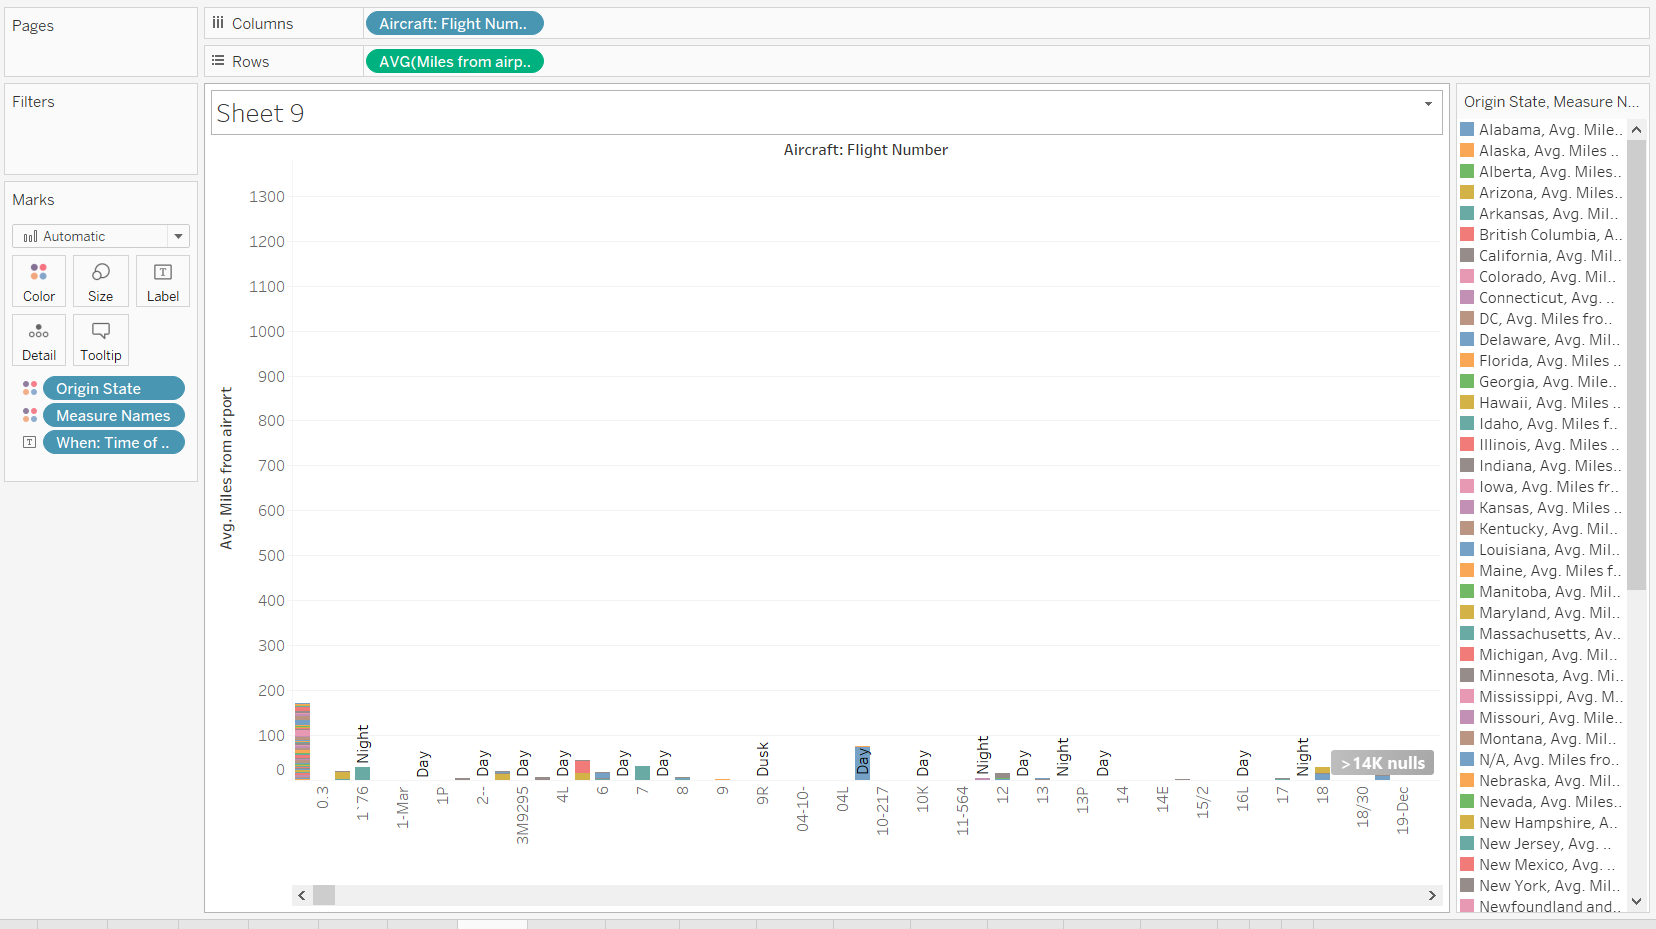 Pages
Columns
Aircraft: Flight Num..
Rows
AVG(Miles from airp..
Filters
Marks
Automatic
Color
Size
Label
Detail
Tooltip
Origin State
Measure Names
When: Time of ..
Sheet 9
Aircraft: Flight Number
Avg. Miles from airport
1300
1200
1100
1000
900
800
700
600
500
400
300
200
100
0
Night
Day
Day
Day
Day
Day
Day
Dusk
Day
Day
Night
Day
Night
Day
Day
Night
>14K nulls
0.3
1`76
1-Mar
1P
2--
3M9295
4L
6
7
8
9
9R
04-10-
04L
10-217
10K
11-564
12
13
13P
14
14E
15/2
16L
17
18
18/30
19-Dec
Origin State, Measure N...
Alabama, Avg. Mile..
Alaska, Avg. Miles ..
Alberta, Avg. Miles..
Arizona, Avg. Miles..
Arkansas, Avg. Mil..
British Columbia, A..
California, Avg. Mil..
Colorado, Avg. Mil..
Connecticut, Avg. ..
DC, Avg. Miles fro..
Delaware, Avg. Mil..
Florida, Avg. Miles ..
Georgia, Avg. Mile..
Hawaii, Avg. Miles ..
Idaho, Avg. Miles f..
Illinois, Avg. Miles ..
Indiana, Avg. Miles..
Iowa, Avg. Miles fr..
Kansas, Avg. Miles ..
Kentucky, Avg. Mil..
Louisiana, Avg. Mil..
Maine, Avg. Miles f..
Manitoba, Avg. Mil..
Maryland, Avg. Mil..
Massachusetts, Av..
Michigan, Avg. Mil..
Minnesota, Avg. Mi..
Mississippi, Avg. M..
Missouri, Avg. Mile..
Montana, Avg. Mil..
N/A, Avg. Miles fro..
Nebraska, Avg. Mil..
Nevada, Avg. Miles..
New Hampshire, A..
New Jersey, Avg. ..
New Mexico, Avg. ..
New York, Avg. Mil..
Newfoundland and..